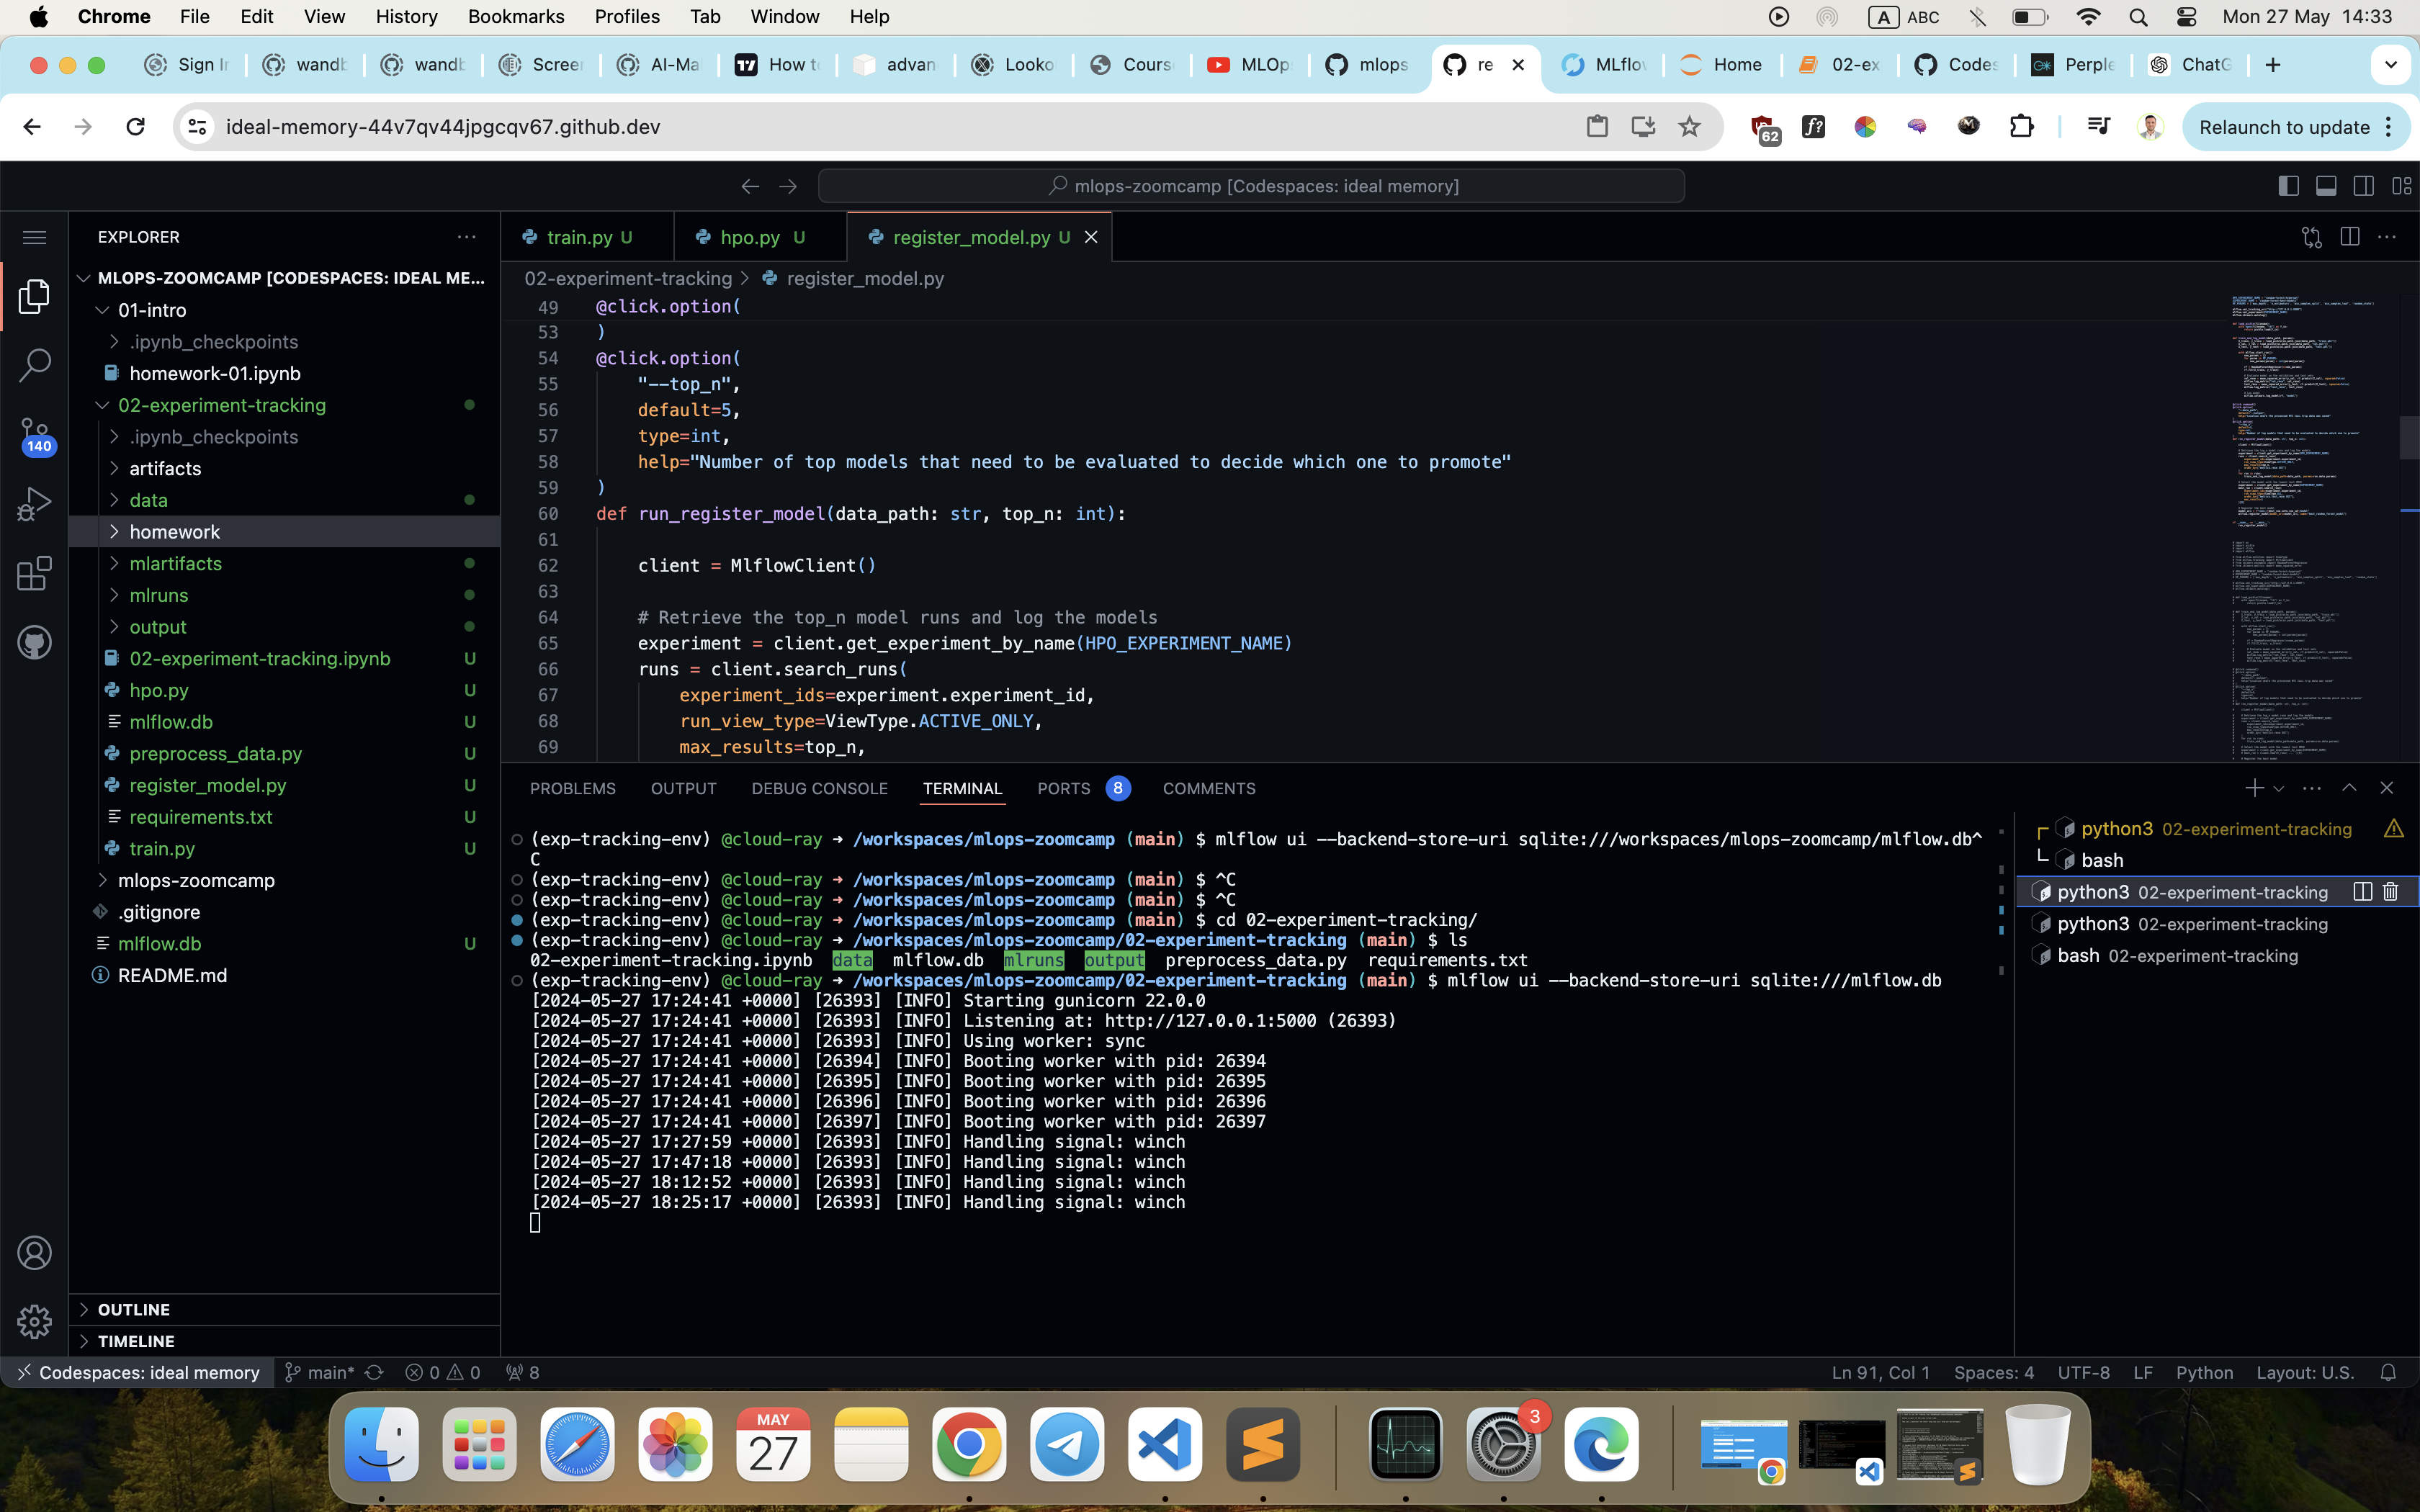 Chrome File Edit View History Bookmarks Profiles Tab Window Help A ABC Mon 27 May 14:33
Sign In wandb wandb Screen AI-Mai 17 How to advan Looko Cours MLOp mlops re MLflow Home 02-ex Codes Perple ChatG
ideal-memory-44v7qv44jpgcqv67.github.dev 62 f? Relaunch to update
mlops-zoomcamp [Codespaces: ideal memory]
EXPLORER
MLOPS-ZOOMCAMP [CODESPACES: IDEAL ME...
01-intro
.ipynb_checkpoints
homework-01.ipynb
02-experiment-tracking
.ipynb_checkpoints
artifacts
data
homework
mlartifacts
mlruns
output
02-experiment-tracking.ipynb U
hpo.py U
mlflow.db U
preprocess_data.py U
register_model.py U
requirements.txt U
train.py U
mlops-zoomcamp
.gitignore
mlflow.db U
README.md
OUTLINE
TIMELINE
140
train.py U hpo.py U register_model.py U
02-experiment-tracking > register_model.py
49 @click.option(
53 )
54 @click.option(
55 "--top_n",
56 default=5,
57 type=int,
58 help="Number of top models that need to be evaluated to decide which one to promote"
59 )
60 def run_register_model(data_path: str, top_n: int):
61
62 client = MlflowClient()
63
64 # Retrieve the top_n model runs and log the models
65 experiment = client.get_experiment_by_name(HPO_EXPERIMENT_NAME)
66 runs = client.search_runs(
67 experiment_ids=experiment.experiment_id,
68 run_view_type=ViewType.ACTIVE_ONLY,
69 max_results=top_n,
PROBLEMS OUTPUT DEBUG CONSOLE TERMINAL PORTS 8 COMMENTS
(exp-tracking-env) @cloud-ray ➜ /workspaces/mlops-zoomcamp (main) $ mlflow ui --backend-store-uri sqlite:///workspaces/mlops-zoomcamp/mlflow.db^
C
(exp-tracking-env) @cloud-ray ➜ /workspaces/mlops-zoomcamp (main) $ ^C
(exp-tracking-env) @cloud-ray ➜ /workspaces/mlops-zoomcamp (main) $ ^C
(exp-tracking-env) @cloud-ray ➜ /workspaces/mlops-zoomcamp (main) $ cd 02-experiment-tracking/
(exp-tracking-env) @cloud-ray ➜ /workspaces/mlops-zoomcamp/02-experiment-tracking (main) $ ls
02-experiment-tracking.ipynb data mlflow.db mlruns output preprocess_data.py requirements.txt
(exp-tracking-env) @cloud-ray ➜ /workspaces/mlops-zoomcamp/02-experiment-tracking (main) $ mlflow ui --backend-store-uri sqlite:///mlflow.db
[2024-05-27 17:24:41 +0000] [26393] [INFO] Starting gunicorn 22.0.0
[2024-05-27 17:24:41 +0000] [26393] [INFO] Listening at: http://127.0.0.1:5000 (26393)
[2024-05-27 17:24:41 +0000] [26393] [INFO] Using worker: sync
[2024-05-27 17:24:41 +0000] [26394] [INFO] Booting worker with pid: 26394
[2024-05-27 17:24:41 +0000] [26395] [INFO] Booting worker with pid: 26395
[2024-05-27 17:24:41 +0000] [26396] [INFO] Booting worker with pid: 26396
[2024-05-27 17:24:41 +0000] [26397] [INFO] Booting worker with pid: 26397
[2024-05-27 17:27:59 +0000] [26393] [INFO] Handling signal: winch
[2024-05-27 17:47:18 +0000] [26393] [INFO] Handling signal: winch
[2024-05-27 18:12:52 +0000] [26393] [INFO] Handling signal: winch
[2024-05-27 18:25:17 +0000] [26393] [INFO] Handling signal: winch
python3 02-experiment-tracking
bash
python3 02-experiment-tracking
python3 02-experiment-tracking
bash 02-experiment-tracking
Codespaces: ideal memory main* 0 0 8 Ln 91, Col 1 Spaces: 4 UTF-8 LF Python Layout: U.S.
MAY
27
3